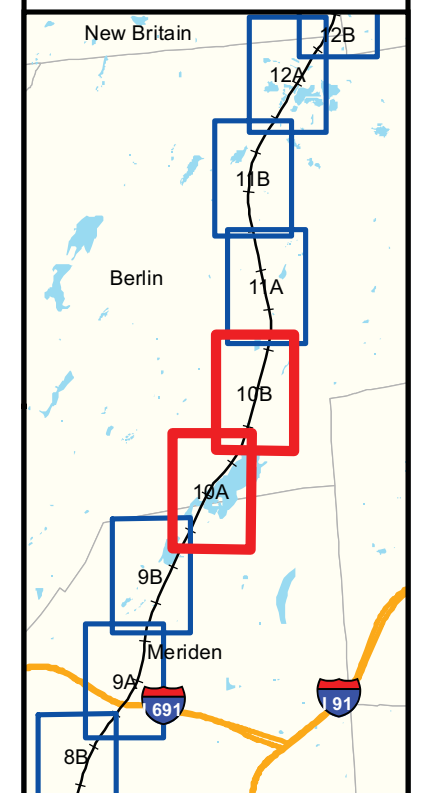 New Britain
12B
12A
11B
Berlin
11A
10B
10A
9B
Meriden
9A
691
I 91
8B